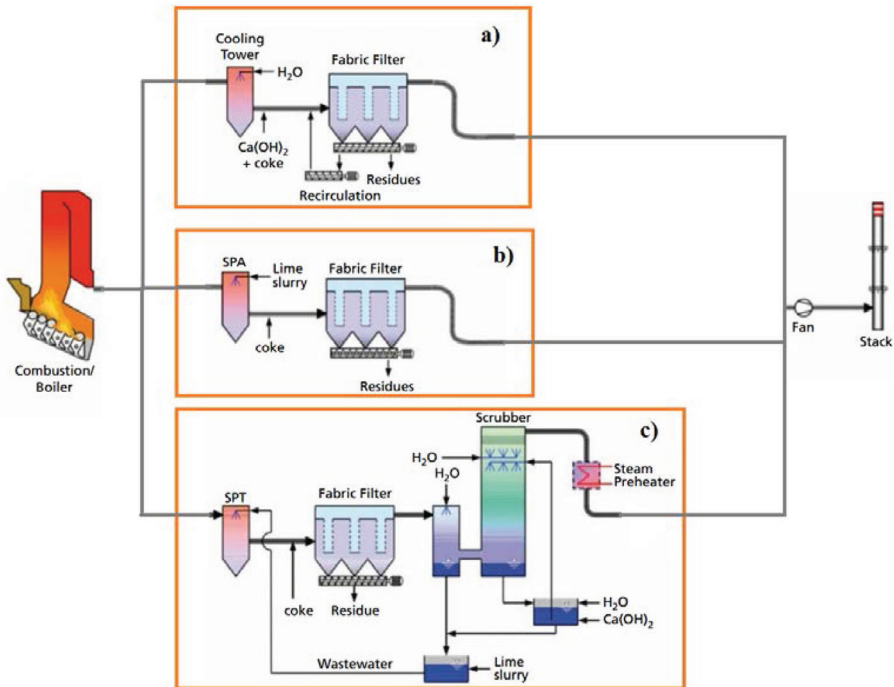 a)
Cooling
Tower
H₂O
Fabric Filter
Ca(OH)₂
+ coke
Residues
Recirculation
b)
SPA
Lime
slurry
Fabric Filter
coke
Residues
Combustion/
Boiler
Fan
Stack
c)
Scrubber
H₂O
H₂O
Steam
Preheater
SPT
Fabric Filter
coke
Residue
H₂O
Ca(OH)₂
Wastewater
Lime
slurry